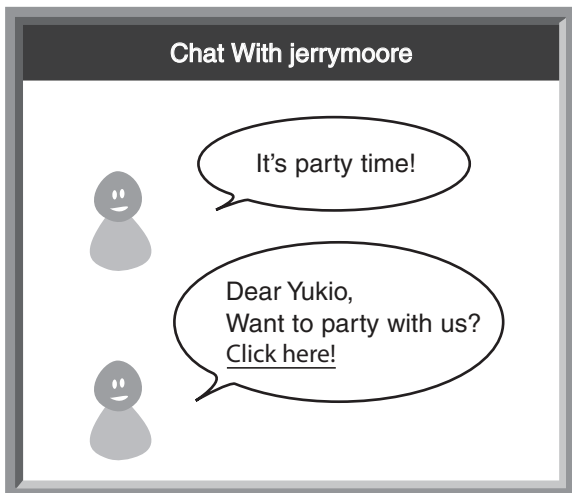 Chat With jerrymoore
It's party time!
Dear Yukio,
Want to party with us?
Click here!